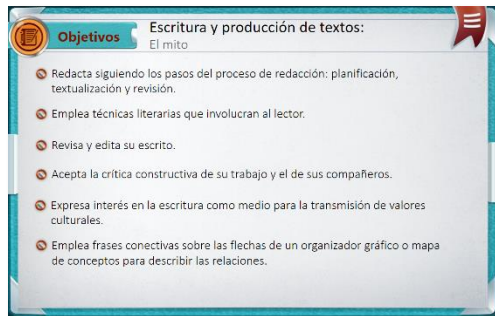 Objetivos
Escritura y producción de textos:
El mito
Redacta siguiendo los pasos del proceso de redacción: planificación,
textualización y revisión.
Emplea técnicas literarias que involucran al lector.
Revisa y edita su escrito.
Acepta la crítica constructiva de su trabajo y el de sus compañeros.
Expresa interés en la escritura como medio para la transmisión de valores
culturales.
Emplea frases conectivas sobre las flechas de un organizador gráfico o mapa
de conceptos para describir las relaciones.